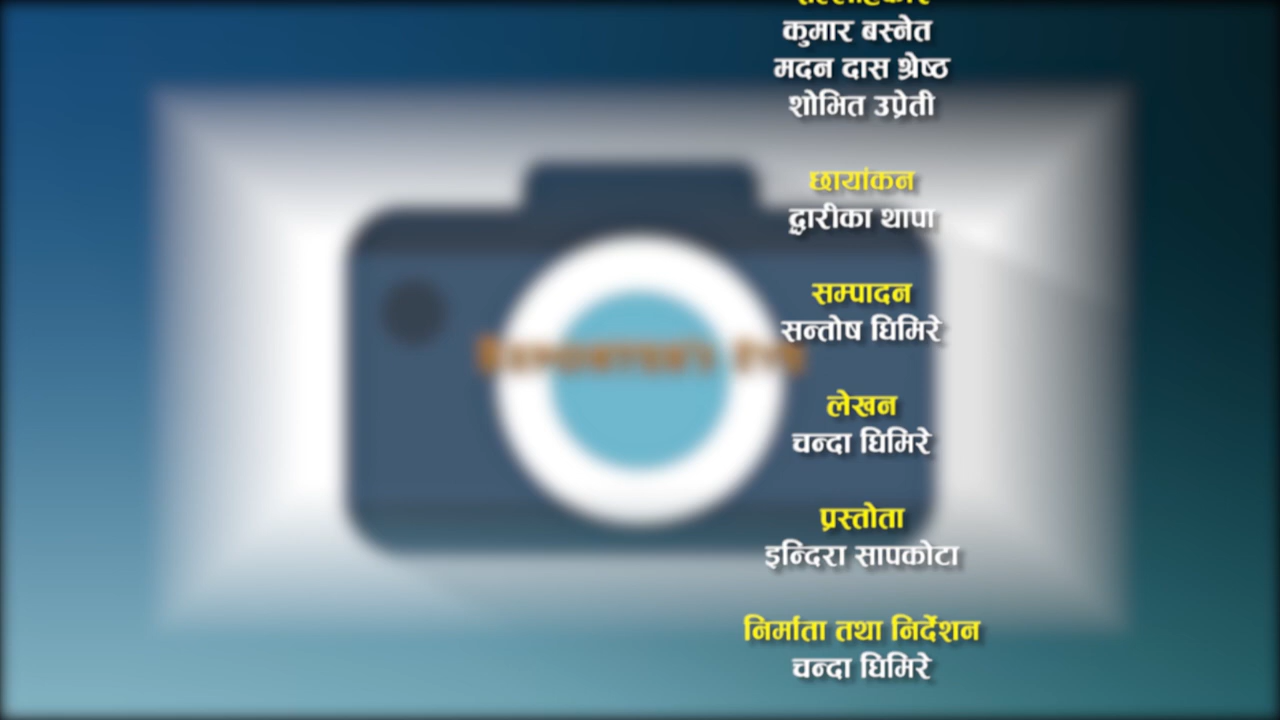 कुमार बस्नेत
मदन दास श्रेष्ठ
शोभित उप्रेती
छायांकन
द्वारीका थापा
सम्पादन
सन्तोष घिमिरे
लेखन
चन्दा घिमिरे
प्रस्तोता
इन्दिरा सापकोटा
निर्माता तथा निर्देशन
चन्दा घिमिरे